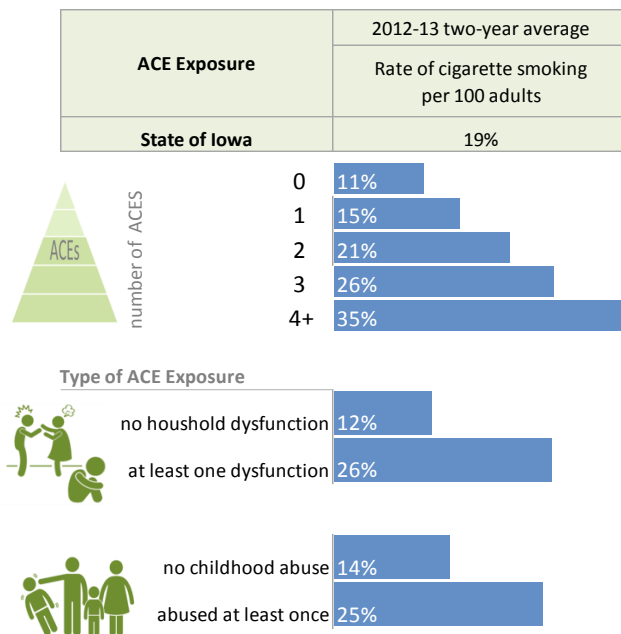 ACE Exposure
2012-13 two-year average
Rate of cigarette smoking
per 100 adults
State of Iowa 19%
ACEs
number of ACES
0 11%
1 15%
2 21%
3 26%
4+ 35%
Type of ACE Exposure
no houshold dysfunction 12%
at least one dysfunction 26%
no childhood abuse 14%
abused at least once 25%